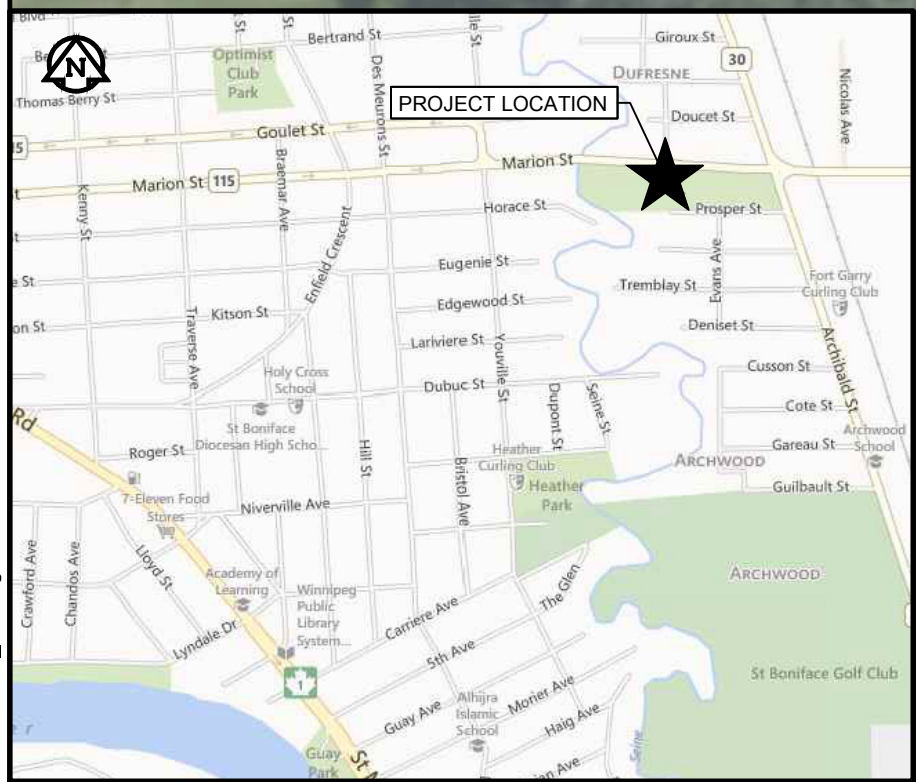 Blvd
St
Bertrand St
Giroux St
Optimist
Club
Park
Des Meurons St
30
N
DUFRESNE
Thomas Berry St
PROJECT LOCATION
Doucet St
Nicolas Ave
Goulet St
Marion St
Marion St
115
Braemar Ave
Kenny St
Horace St
Prosper St
Enfield Crescent
Eugenie St
Evans Ave
Tremblay St
Fort Garry
Curling Club
Edgewood St
Kitson St
Traverse Ave
Deniset St
Lariviere St
Youville St
Archibald St
Holy Cross
School
Cusson St
Dubuc St
Dupont St
Seine St
Cote St
St Boniface
Diocesan High Scho...
Archwood
School
Rd
Roger St
Hill St
Gareau St
Heather
Curling Club
ARCHWOOD
Bristol Ave
Heather
Park
Guilbault St
7-Eleven Food
Stores
Niverville Ave
Crawford Ave
Chandos Ave
Lloyd St
Academy of
Learning
Winnipeg
Public
Library
System...
The Glen
ARCHWOOD
Lyndale Dr
Carriere Ave
5th Ave
1
St Boniface Golf Club
Guay Ave
Alhijra
Islamic
School
Morier Ave
Haig Ave
Seine
Guay
Park